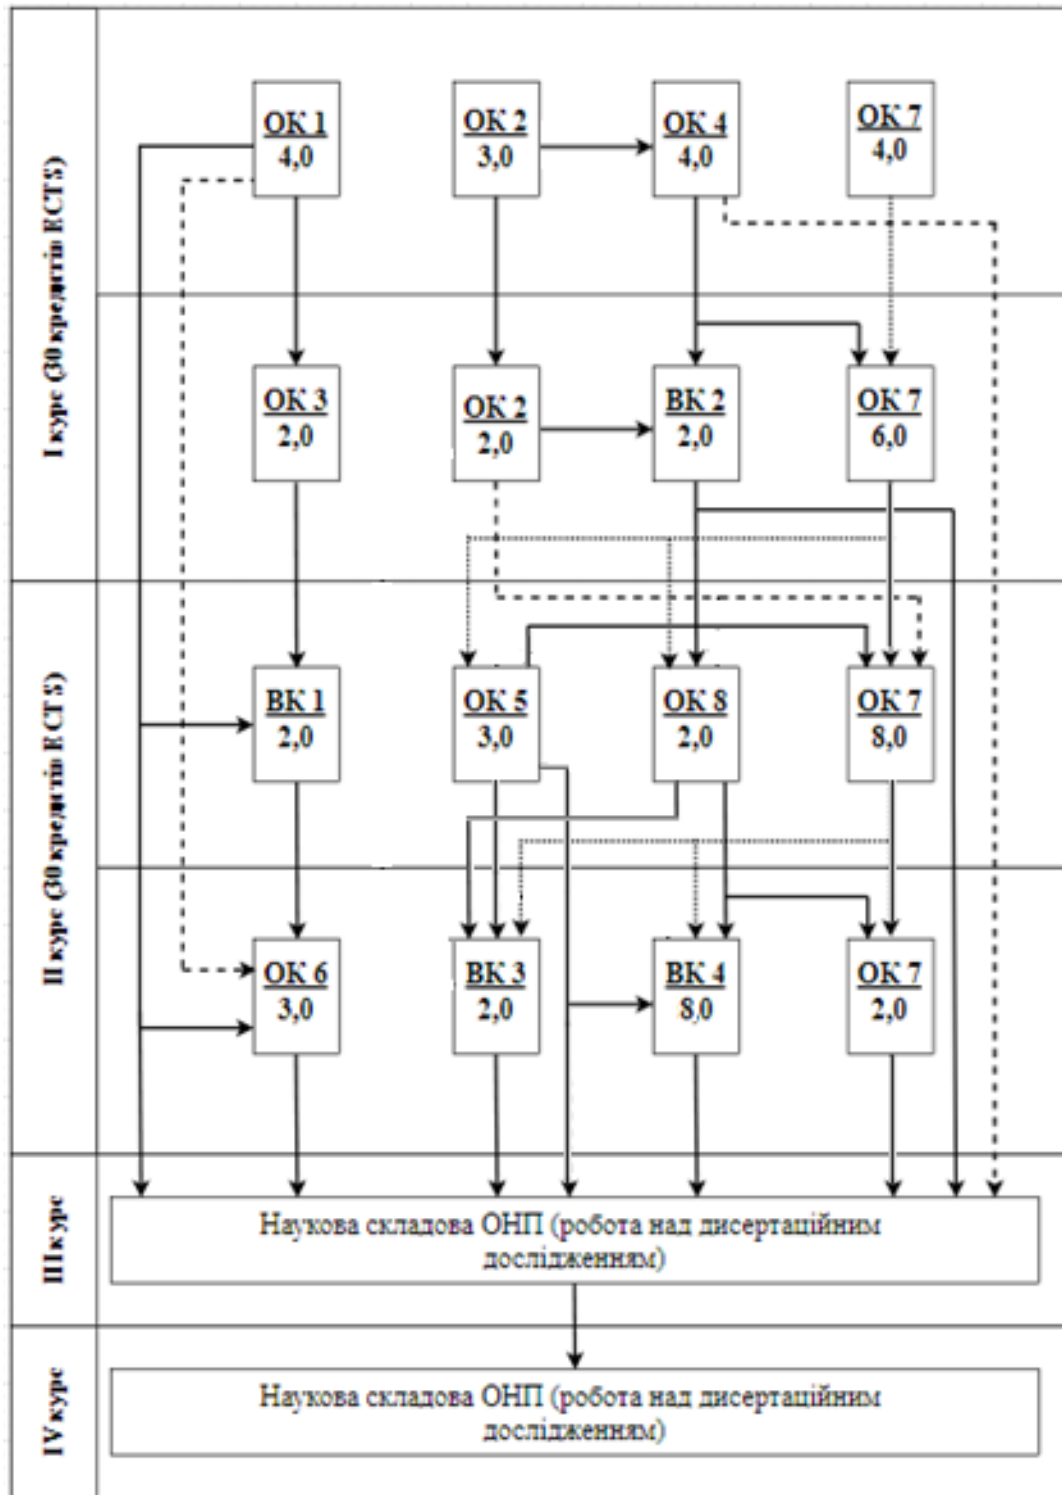 І курс (30 кредитів ECTS)
ОК 1
4,0
ОК 2
3,0
ОК 4
4,0
ОК 7
4,0
ОК 3
2,0
ОК 2
2,0
ВК 2
2,0
ОК 7
6,0
ІІ курс (30 кредитів ECTS)
ВК 1
2,0
ОК 5
3,0
ОК 8
2,0
ОК 7
8,0
ОК 6
3,0
ВК 3
2,0
ВК 4
8,0
ОК 7
2,0
ІІІ курс
Наукова складова ОНП (робота над дисертаційним
дослідженням)
IV курс
Наукова складова ОНП (робота над дисертаційним
дослідженням)